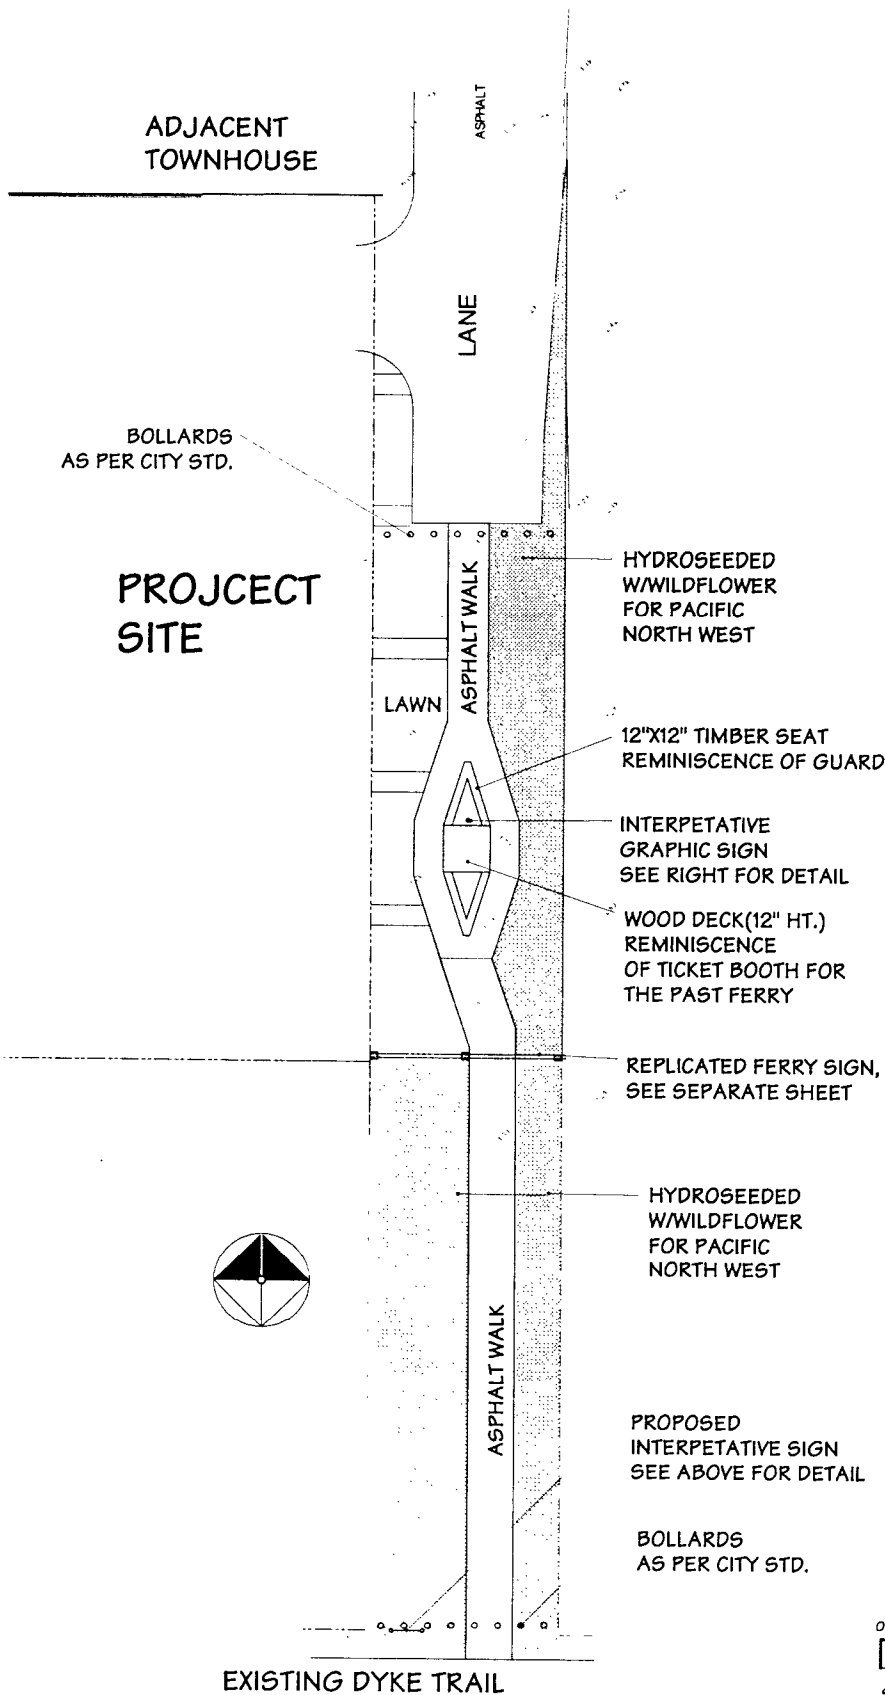 ASPHALT
ADJACENT
TOWNHOUSE
LANE
BOLLARDS
AS PER CITY STD.
PROJCECT
SITE
ASPHALT WALK
HYDROSEEDED
W/WILDFLOWER
FOR PACIFIC
NORTH WEST
LAWN
12"X12" TIMBER SEAT
REMINISCENCE OF GUARD
INTERPETATIVE
GRAPHIC SIGN
SEE RIGHT FOR DETAIL
WOOD DECK(12" HT.)
REMINISCENCE
OF TICKET BOOTH FOR
THE PAST FERRY
REPLICATED FERRY SIGN,
SEE SEPARATE SHEET
HYDROSEEDED
W/WILDFLOWER
FOR PACIFIC
NORTH WEST
ASPHALT WALK
PROPOSED
INTERPETATIVE SIGN
SEE ABOVE FOR DETAIL
BOLLARDS
AS PER CITY STD.
EXISTING DYKE TRAIL